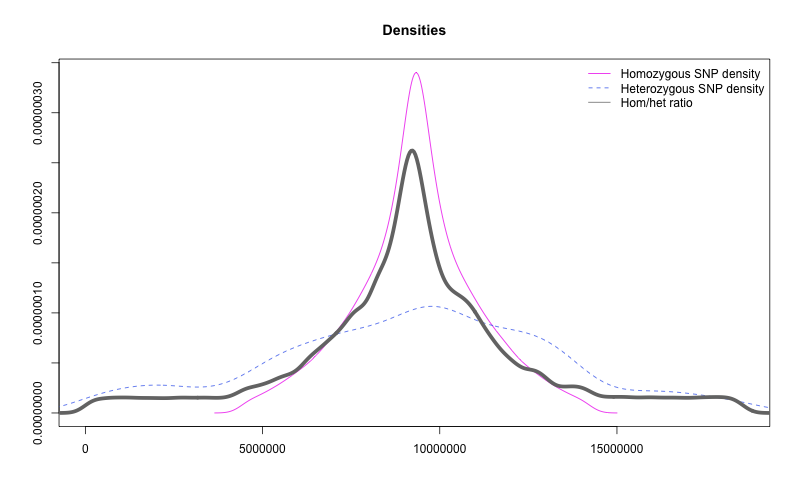 Densities
Homozygous SNP density
Heterozygous SNP density
Hom/het ratio
0.00000030
0.00000020
0.00000010
0.00000000
0 5000000 10000000 15000000